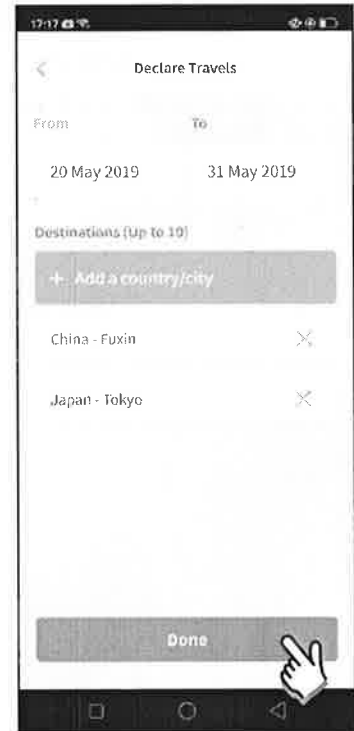 17:17
Declare Travels
From To
20 May 2019 31 May 2019
Destinations (Up to 10)
+ Add a country/city
China - Fuxin
Japan - Tokyo
Done